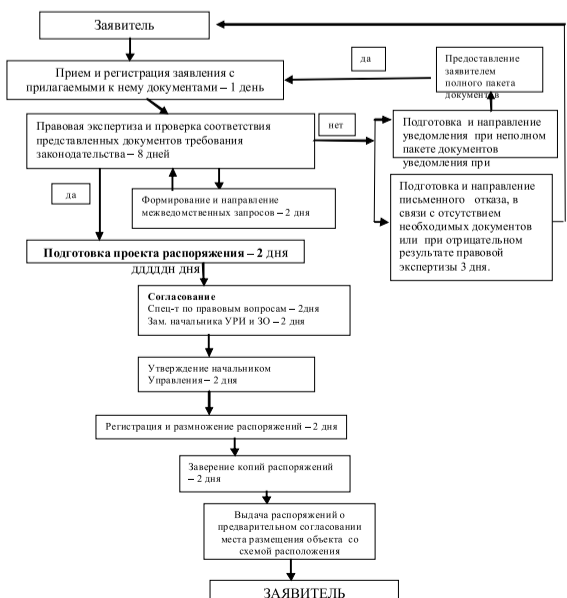 Заявитель
да
Предоставление
заявителем
полного пакета
документов
Прием и регистрация заявления с
прилагаемыми к нему документами – 1 день
Правовая экспертиза и проверка соответствия
представленных документов требования
законодательства – 8 дней
нет
Подготовка и направление
уведомления при неполном
пакете документов
уведомления при
да
Формирование и направление
межведомственных запросов – 2 дня
Подготовка и направление
письменного отказа, в
связи с отсутствием
необходимых документов
или при отрицательном
результате правовой
экспертизы 3 дня.
Подготовка проекта распоряжения – 2 дня
дддддн дня
Согласование
Спец-т по правовым вопросам – 2дня
Зам. начальника УРИ и ЗО – 2 дня
Утверждение начальником
Управления – 2 дня
Регистрация и размножение распоряжений – 2 дня
Заверение копий распоряжений
– 2 дня
Выдача распоряжений о
предварительном согласовании
места размещения объекта со
схемой расположения
ЗАЯВИТЕЛЬ